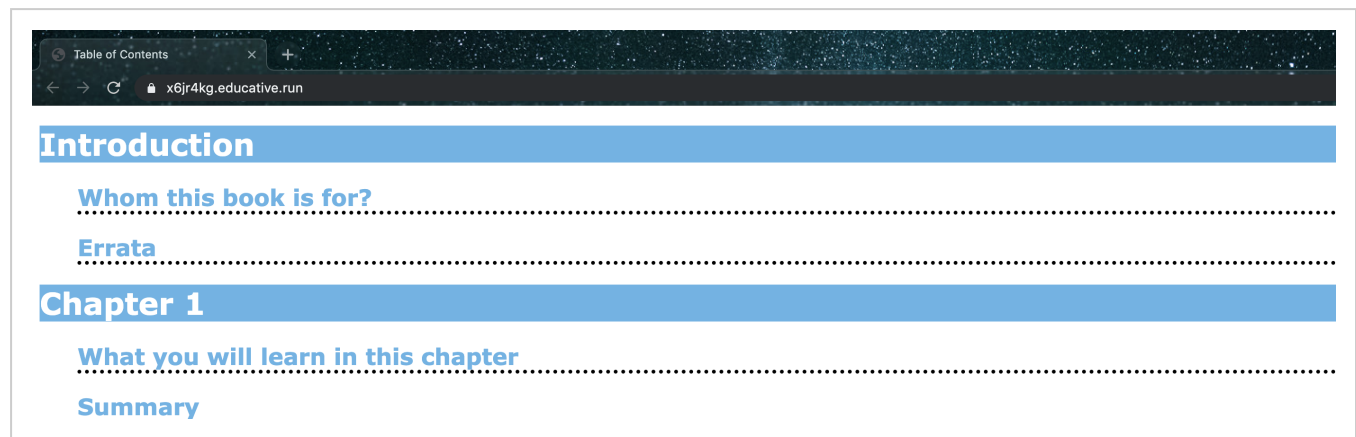 Table of Contents
x6jr4kg.educative.run
Introduction
Whom this book is for?
Errata
Chapter 1
What you will learn in this chapter
Summary